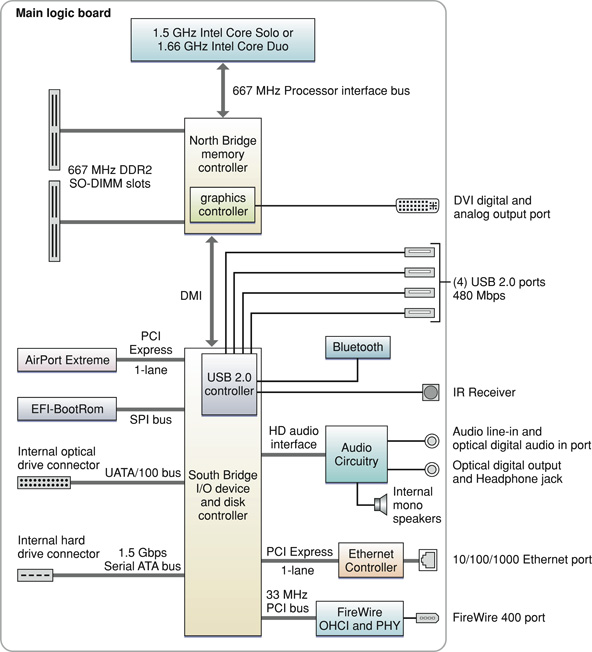 Main logic board
1.5 GHz Intel Core Solo or
1.66 GHz Intel Core Duo
667 MHz Processor interface bus
North Bridge
memory
controller
667 MHz DDR2
SO-DIMM slots
graphics
controller
DVI digital and
analog output port
DMI
(4) USB 2.0 ports
480 Mbps
PCI
Express
1-lane
AirPort Extreme
Bluetooth
USB 2.0
controller
IR Receiver
EFI-BootRom
SPI bus
HD audio
interface
Audio
Circuitry
Audio line-in and
optical digital audio in port
Optical digital output
and Headphone jack
Internal
mono
speakers
Internal optical
drive connector
UATA/100 bus
South Bridge
I/O device
and disk
controller
Internal hard
drive connector
1.5 Gbps
Serial ATA bus
PCI Express
1-lane
Ethernet
Controller
10/100/1000 Ethernet port
33 MHz
PCI bus
FireWire
OHCI and PHY
FireWire 400 port